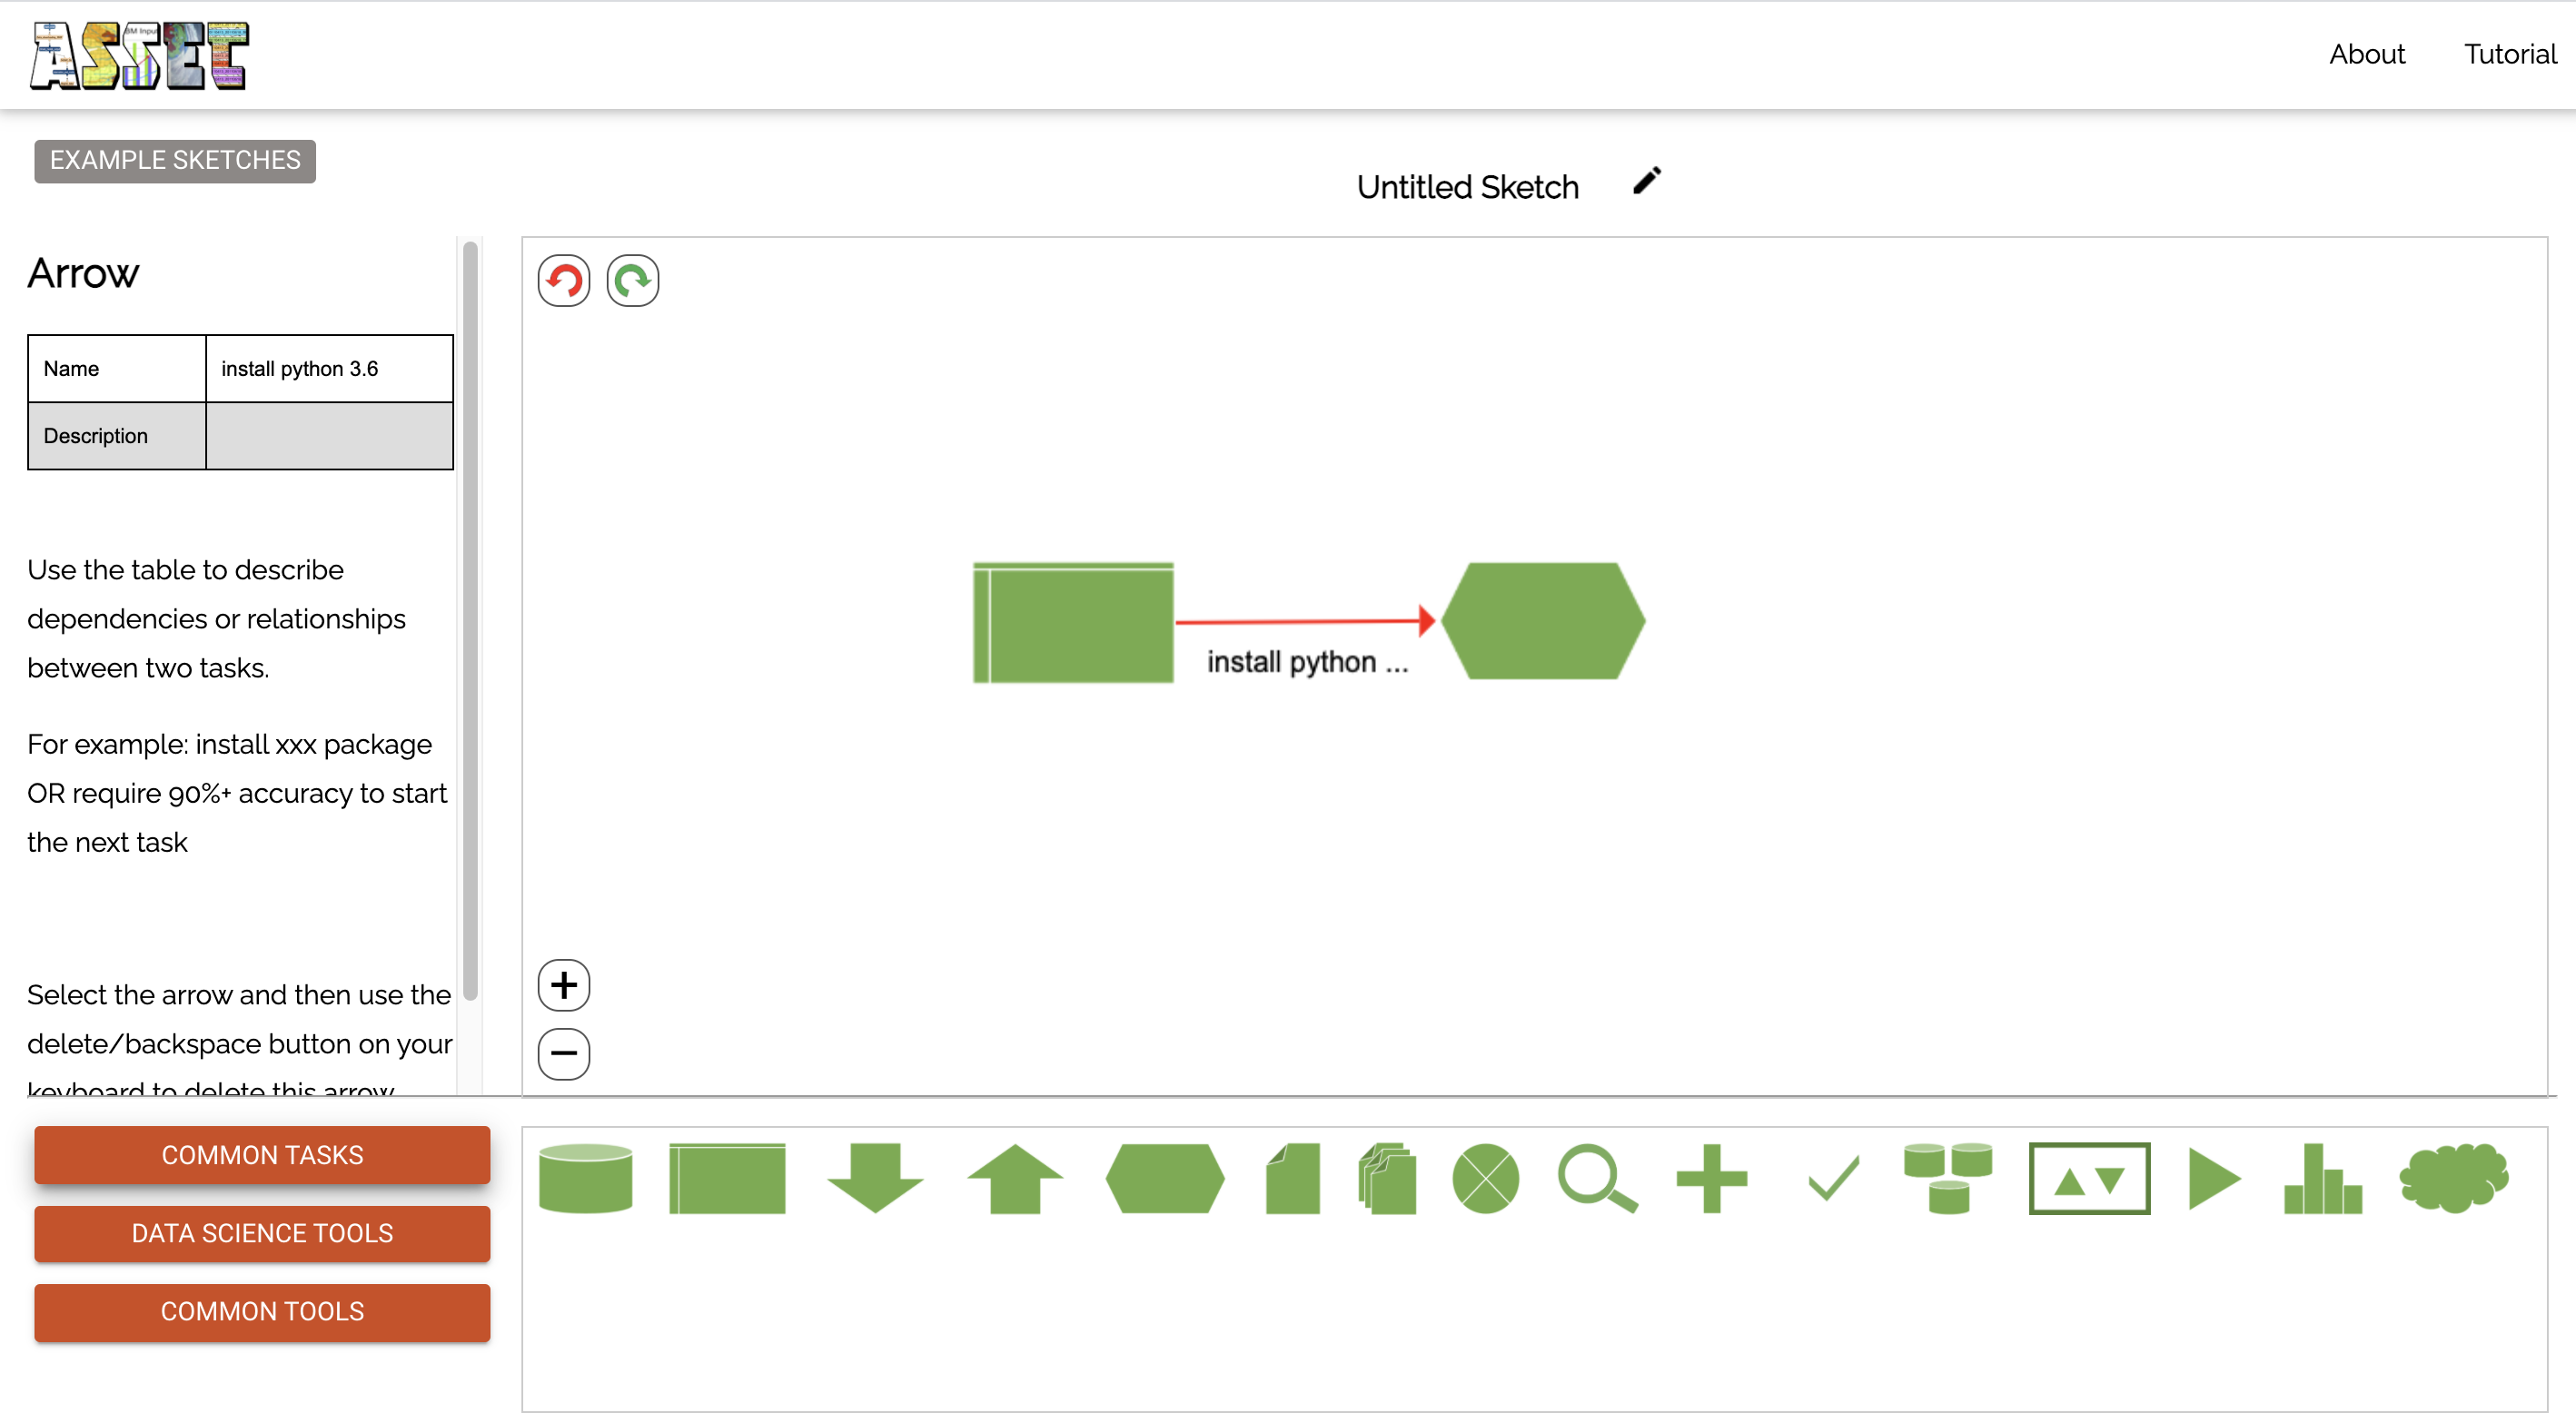 ASSET
About
Tutorial
EXAMPLE SKETCHES
Untitled Sketch
Arrow
Name
install python 3.6
Description
Use the table to describe
dependencies or relationships
between two tasks.
For example: install xxx package
OR require 90%+ accuracy to start
the next task
Select the arrow and then use the
delete/backspace button on your
keyboard to delete this arrow
install python ...
COMMON TASKS
DATA SCIENCE TOOLS
COMMON TOOLS